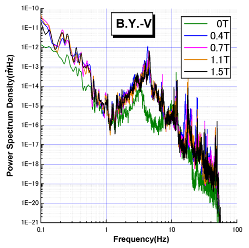 B.Y.-V
0T
0.4T
0.7T
1.1T
1.5T
Power Spectrum Density(m²/Hz)
1E-10
1E-11
1E-12
1E-13
1E-14
1E-15
1E-16
1E-17
1E-18
1E-19
1E-20
1E-21
0.1
1
10
100
Frequency(Hz)